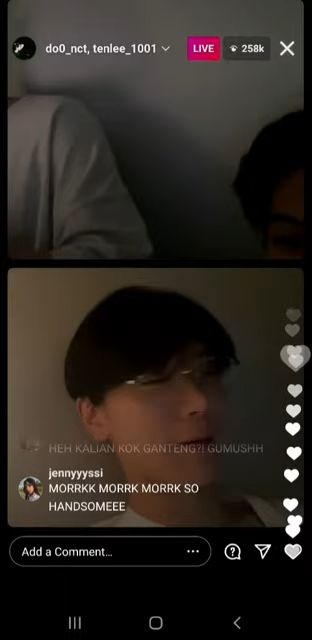 do0_nct, tenlee_1001
LIVE
258k
HEH KALIAN KOK GANTENG?! GUMUSHH
jennyyyssi
MORRKK MORRK MORRK SO
HANDSOMEEE
Add a Comment...